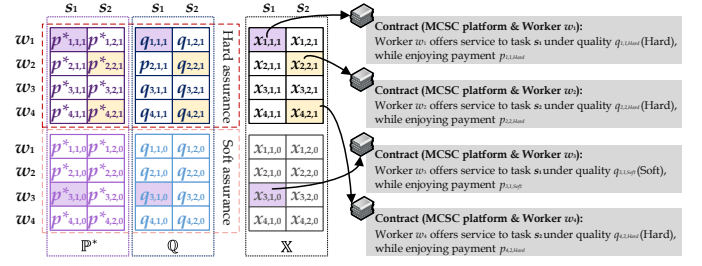 s₁ s₂ s₁ s₂ s₁ s₂
w₁ p*₁,₁,₁ p*₁,₂,₁ q₁,₁,₁ q₁,₂,₁ x₁,₁,₁ x₁,₂,₁
w₂ p*₂,₁,₁ p*₂,₂,₁ p₂,₁,₁ q₂,₂,₁ x₂,₁,₁ x₂,₂,₁
w₃ p*₃,₁,₁ p*₃,₂,₁ q₃,₁,₁ q₃,₂,₁ x₃,₁,₁ x₃,₂,₁
w₄ p*₄,₁,₁ p*₄,₂,₁ q₄,₁,₁ q₄,₂,₁ x₄,₁,₁ x₄,₂,₁
Hard assurance
w₁ p*₁,₁,₀ p*₁,₂,₀ q₁,₁,₀ q₁,₂,₀ x₁,₁,₀ x₁,₂,₀
w₂ p*₂,₁,₀ p*₂,₂,₀ q₂,₁,₀ q₂,₂,₀ x₂,₁,₀ x₂,₂,₀
w₃ p*₃,₁,₀ p*₃,₂,₀ q₃,₁,₀ q₃,₂,₀ x₃,₁,₀ x₃,₂,₀
w₄ p*₄,₁,₀ p*₄,₂,₀ q₄,₁,₀ q₄,₂,₀ x₄,₁,₀ x₄,₂,₀
Soft assurance
ℙ* ℚ 𝕏
Contract (MCSC platform & Worker w₁):
Worker w₁ offers service to task s₁ under quality q₁,₁,Hard (Hard),
while enjoying payment p₁,₁,Hard
Contract (MCSC platform & Worker w₂):
Worker w₂ offers service to task s₂ under quality q₂,₂,Hard (Hard),
while enjoying payment p₂,₂,Hard
Contract (MCSC platform & Worker w₃):
Worker w₃ offers service to task s₁ under quality q₃,₁,Soft (Soft),
while enjoying payment p₃,₁,Soft
Contract (MCSC platform & Worker w₄):
Worker w₄ offers service to task s₂ under quality q₄,₂,Hard (Hard),
while enjoying payment p₄,₂,Hard